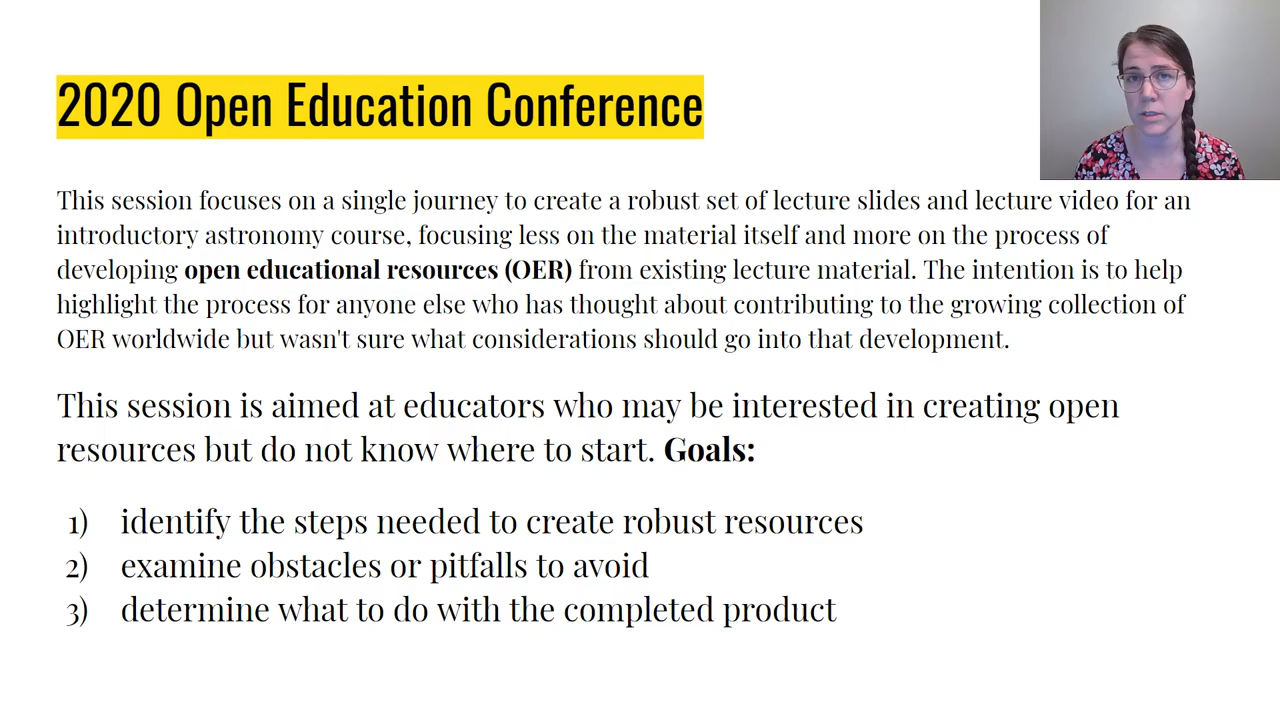 2020 Open Education Conference
This session focuses on a single journey to create a robust set of lecture slides and lecture video for an
introductory astronomy course, focusing less on the material itself and more on the process of
developing open educational resources (OER) from existing lecture material. The intention is to help
highlight the process for anyone else who has thought about contributing to the growing collection of
OER worldwide but wasn't sure what considerations should go into that development.
This session is aimed at educators who may be interested in creating open
resources but do not know where to start. Goals:
1) identify the steps needed to create robust resources
2) examine obstacles or pitfalls to avoid
3) determine what to do with the completed product